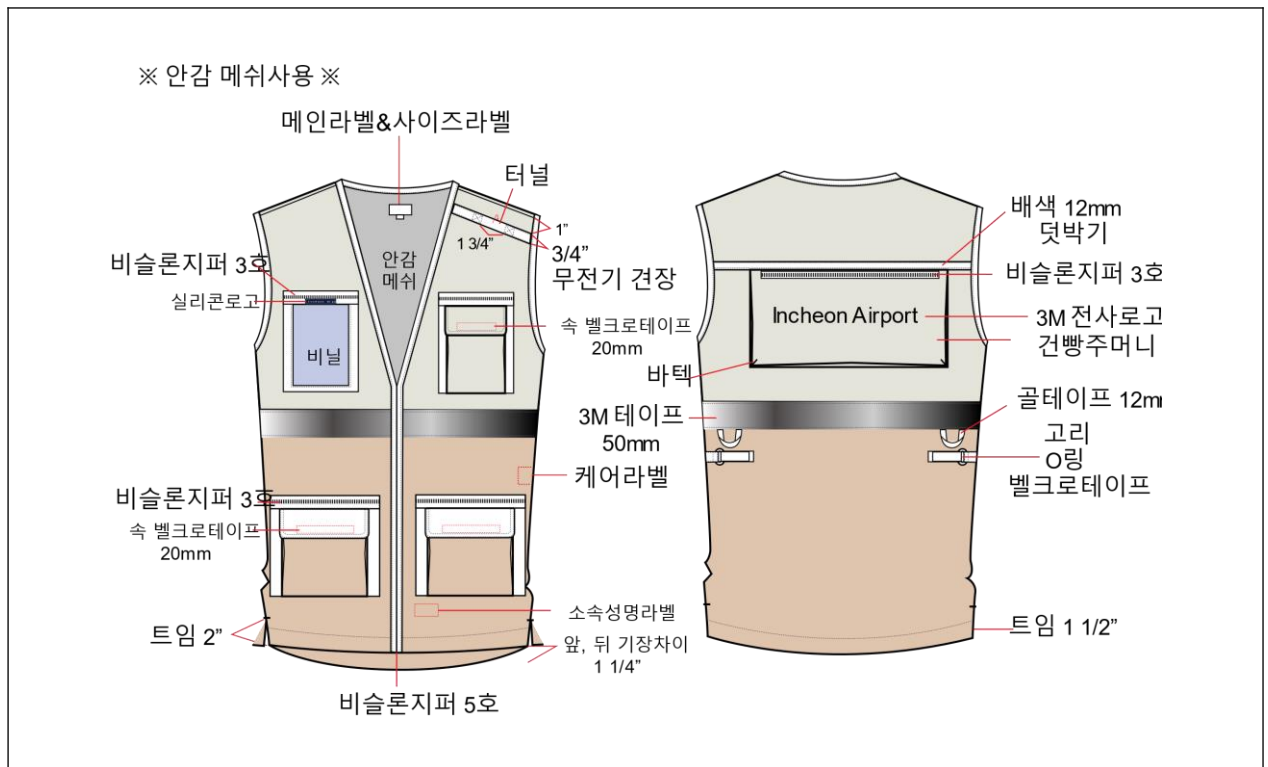 ※ 안감 메쉬사용 ※
메인라벨&사이즈라벨
터널
1"
1 3/4"
3/4"
무전기 견장
비슬론지퍼 3호
실리콘로고
안감
메쉬
비닐
속 벨크로테이프
20mm
3M 테이프
50mm
케어라벨
비슬론지퍼 3호
속 벨크로테이프
20mm
소속성명라벨
트임 2"
앞, 뒤 기장차이
1 1/4"
비슬론지퍼 5호
배색 12mm
덧박기
비슬론지퍼 3호
Incheon Airport
3M 전사로고
건빵주머니
바텍
골테이프 12m
고리
O링
벨크로테이프
트임 1 1/2"